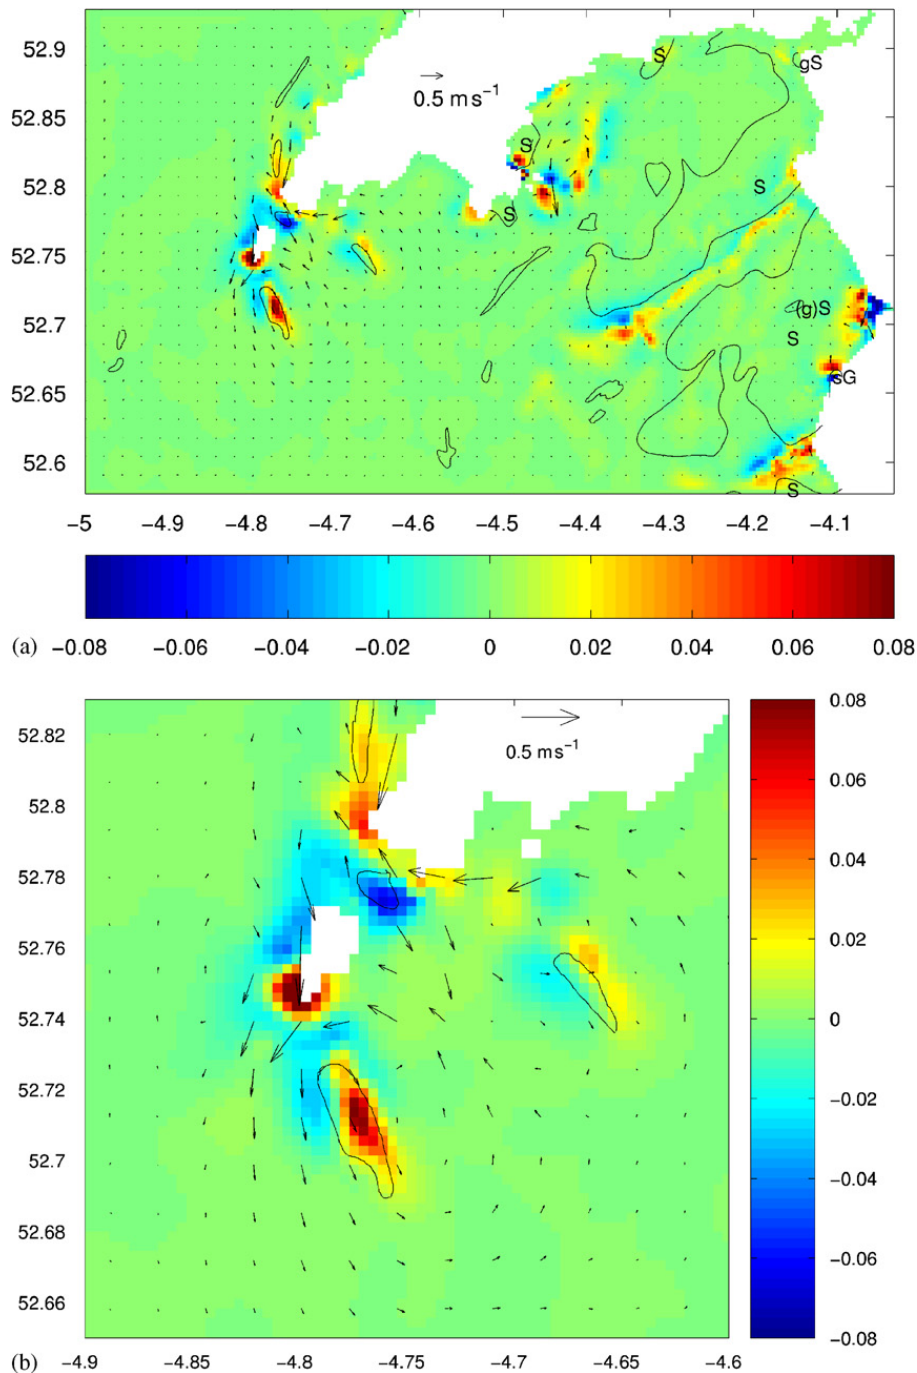 52.9
52.85
52.8
52.75
52.7
52.65
52.6
0.5 ms⁻¹
S
gS
S
S
S
(g)S
S
sG
S
−5 −4.9 −4.8 −4.7 −4.6 −4.5 −4.4 −4.3 −4.2 −4.1
(a) −0.08 −0.06 −0.04 −0.02 0 0.02 0.04 0.06 0.08
52.82
52.8
52.78
52.76
52.74
52.72
52.7
52.68
52.66
0.5 ms⁻¹
0.08
0.06
0.04
0.02
0
−0.02
−0.04
−0.06
−0.08
(b) −4.9 −4.85 −4.8 −4.75 −4.7 −4.65 −4.6